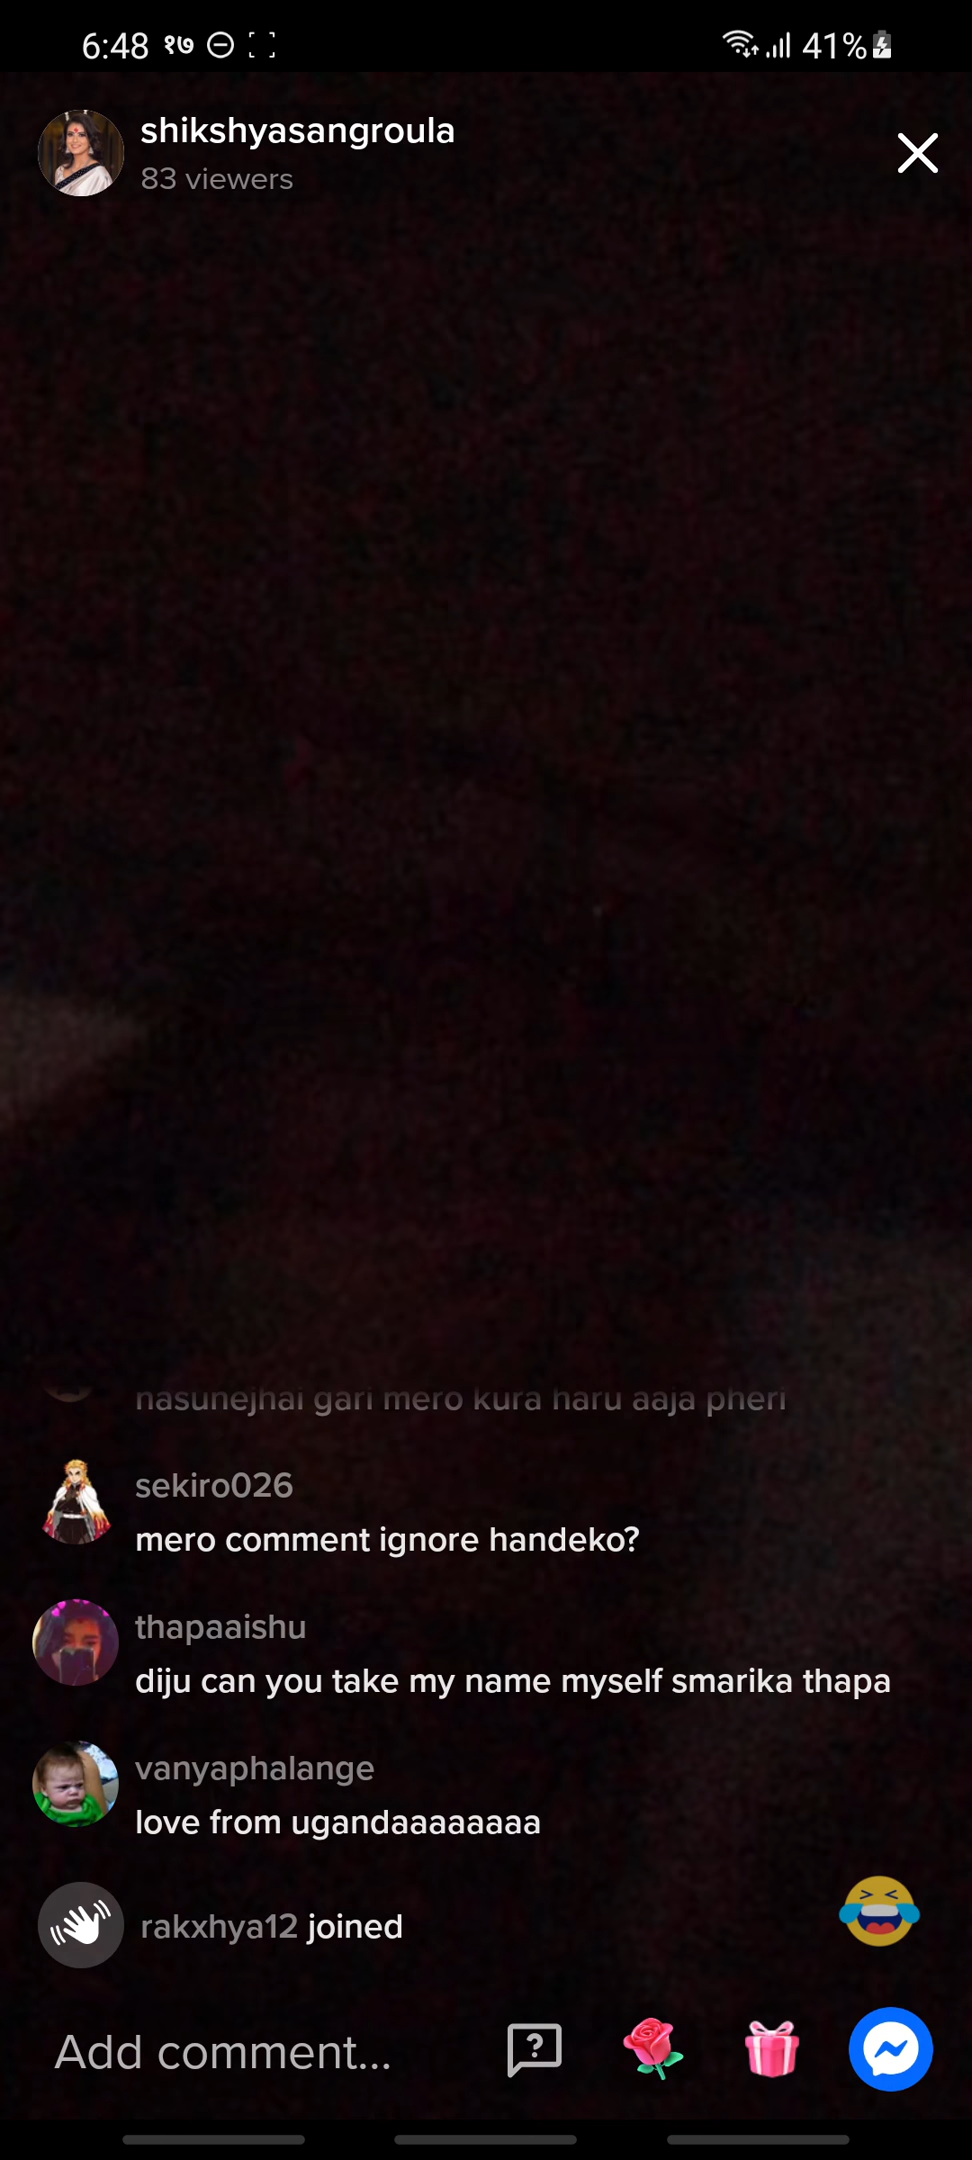 6:48 १७ 41%
shikshyasangroula
83 viewers
nasunejhai gari mero kura haru aaja pheri
sekiro026
mero comment ignore handeko?
thapaaishu
diju can you take my name myself smarika thapa
vanyaphalange
love from ugandaaaaaaaa
rakxhya12 joined
Add comment...